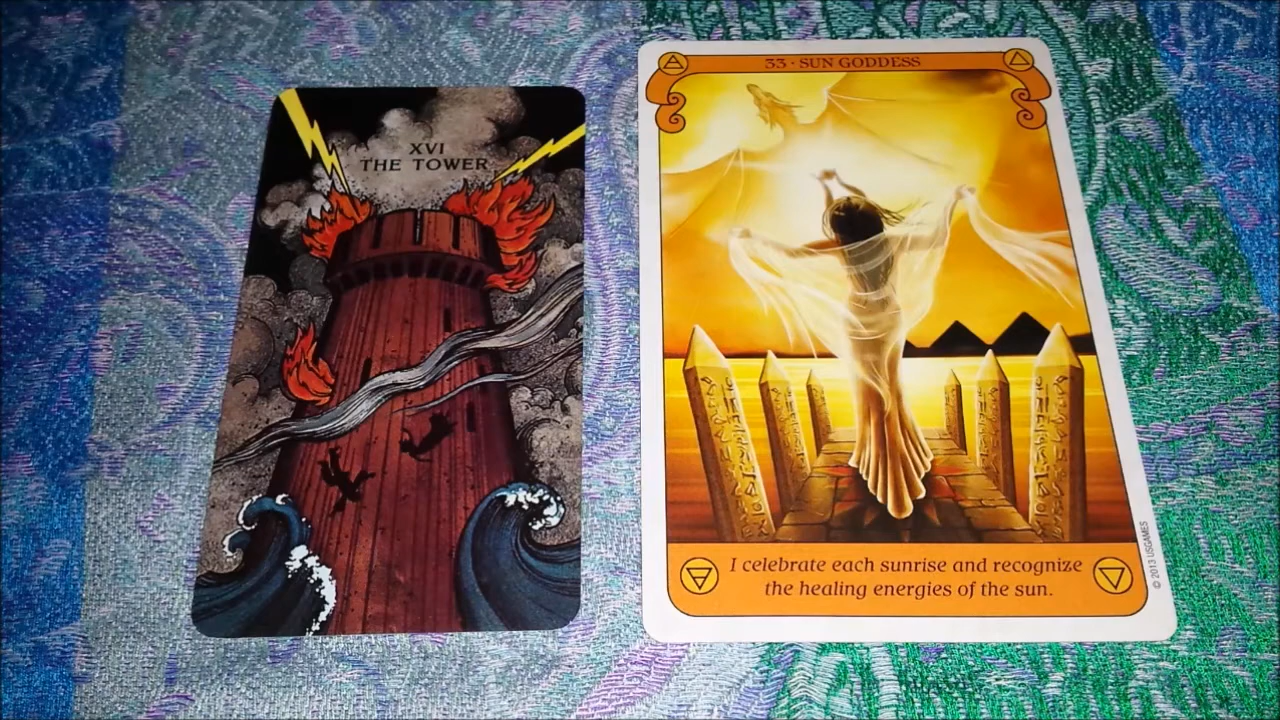 XVI
THE TOWER
33 · SUN GODDESS
I celebrate each sunrise and recognize
the healing energies of the sun.
© 2013 USGAMES